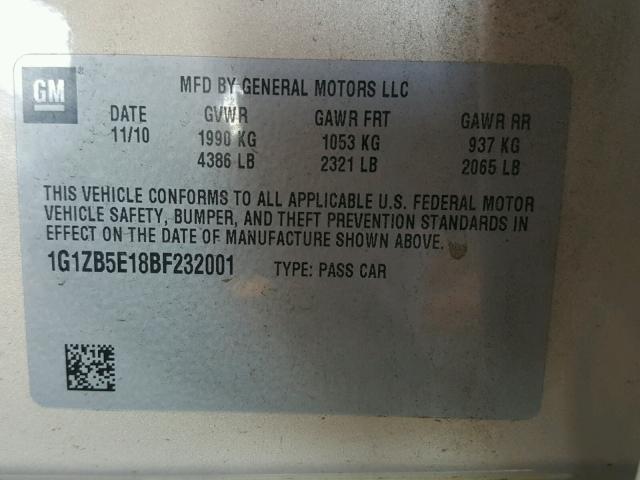 GM
MFD BY GENERAL MOTORS LLC
DATE GVWR GAWR FRT GAWR RR
11/10 1990 KG 1053 KG 937 KG
4386 LB 2321 LB 2065 LB
THIS VEHICLE CONFORMS TO ALL APPLICABLE U.S. FEDERAL MOTOR
VEHICLE SAFETY, BUMPER, AND THEFT PREVENTION STANDARDS IN
EFFECT ON THE DATE OF MANUFACTURE SHOWN ABOVE.
1G1ZB5E18BF232001 TYPE: PASS CAR